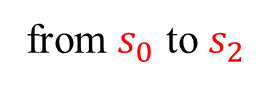 from s₀ to s₂